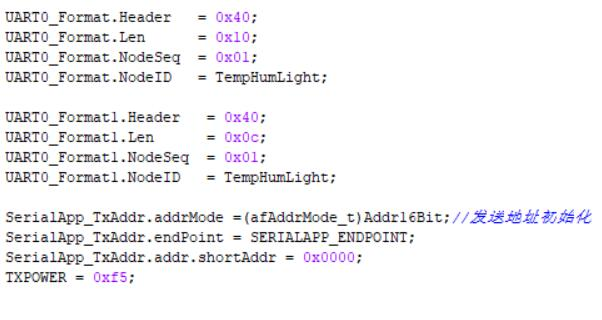 UART0_Format.Header   = 0x40;
UART0_Format.Len      = 0x10;
UART0_Format.NodeSeq  = 0x01;
UART0_Format.NodeID   = TempHumLight;
UART0_Format1.Header   = 0x40;
UART0_Format1.Len      = 0x0c;
UART0_Format1.NodeSeq  = 0x01;
UART0_Format1.NodeID   = TempHumLight;
SerialApp_TxAddr.addrMode =(afAddrMode_t)Addr16Bit;//发送地址初始化
SerialApp_TxAddr.endPoint = SERIALAPP_ENDPOINT;
SerialApp_TxAddr.addr.shortAddr = 0x0000;
TXPOWER = 0xf5;